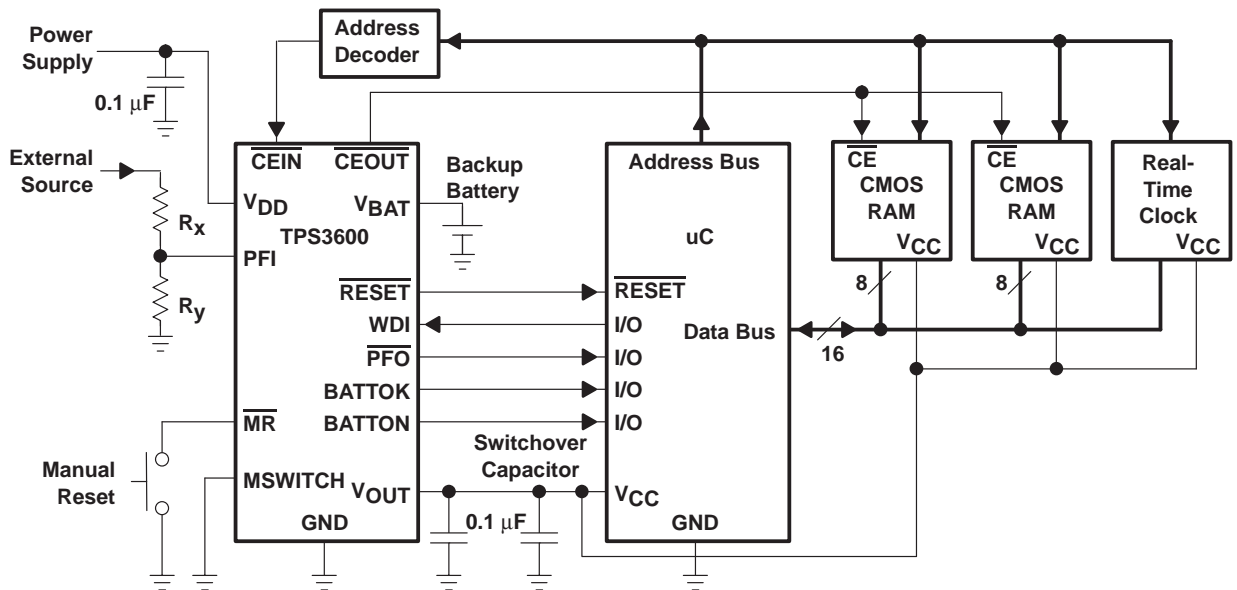 Power
Supply
0.1 μF
External
Source
Rx
Ry
Manual
Reset
Address
Decoder
CEIN
CEOUT
VDD
VBAT
TPS3600
PFI
RESET
WDI
PFO
BATTOK
BATTON
MR
MSWITCH
VOUT
GND
Backup
Battery
Switchover
Capacitor
0.1 μF
Address Bus
uC
RESET
I/O
I/O
I/O
I/O
Data Bus
16
VCC
GND
CE
CMOS
RAM
VCC
8
CE
CMOS
RAM
VCC
8
Real-
Time
Clock
VCC